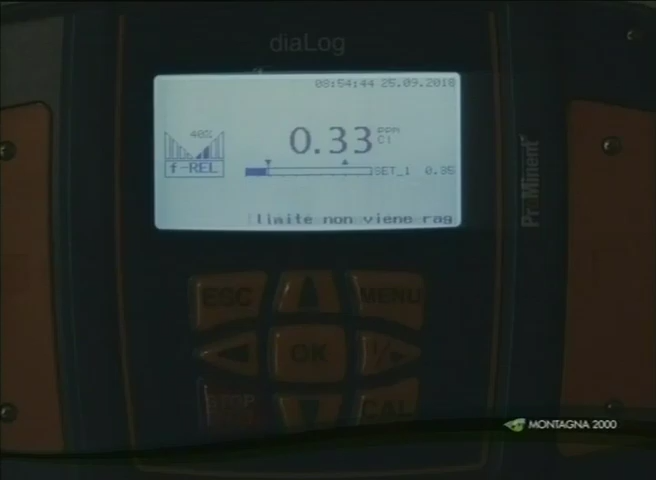 diaLog
08:54:44 25.09.2018
40%
0.33 PPM
Cl
f-REL
SET_1 0.35
limite non viene rag
ProMinent
ESC
MENU
OK
STOP
CAL
MONTAGNA 2000